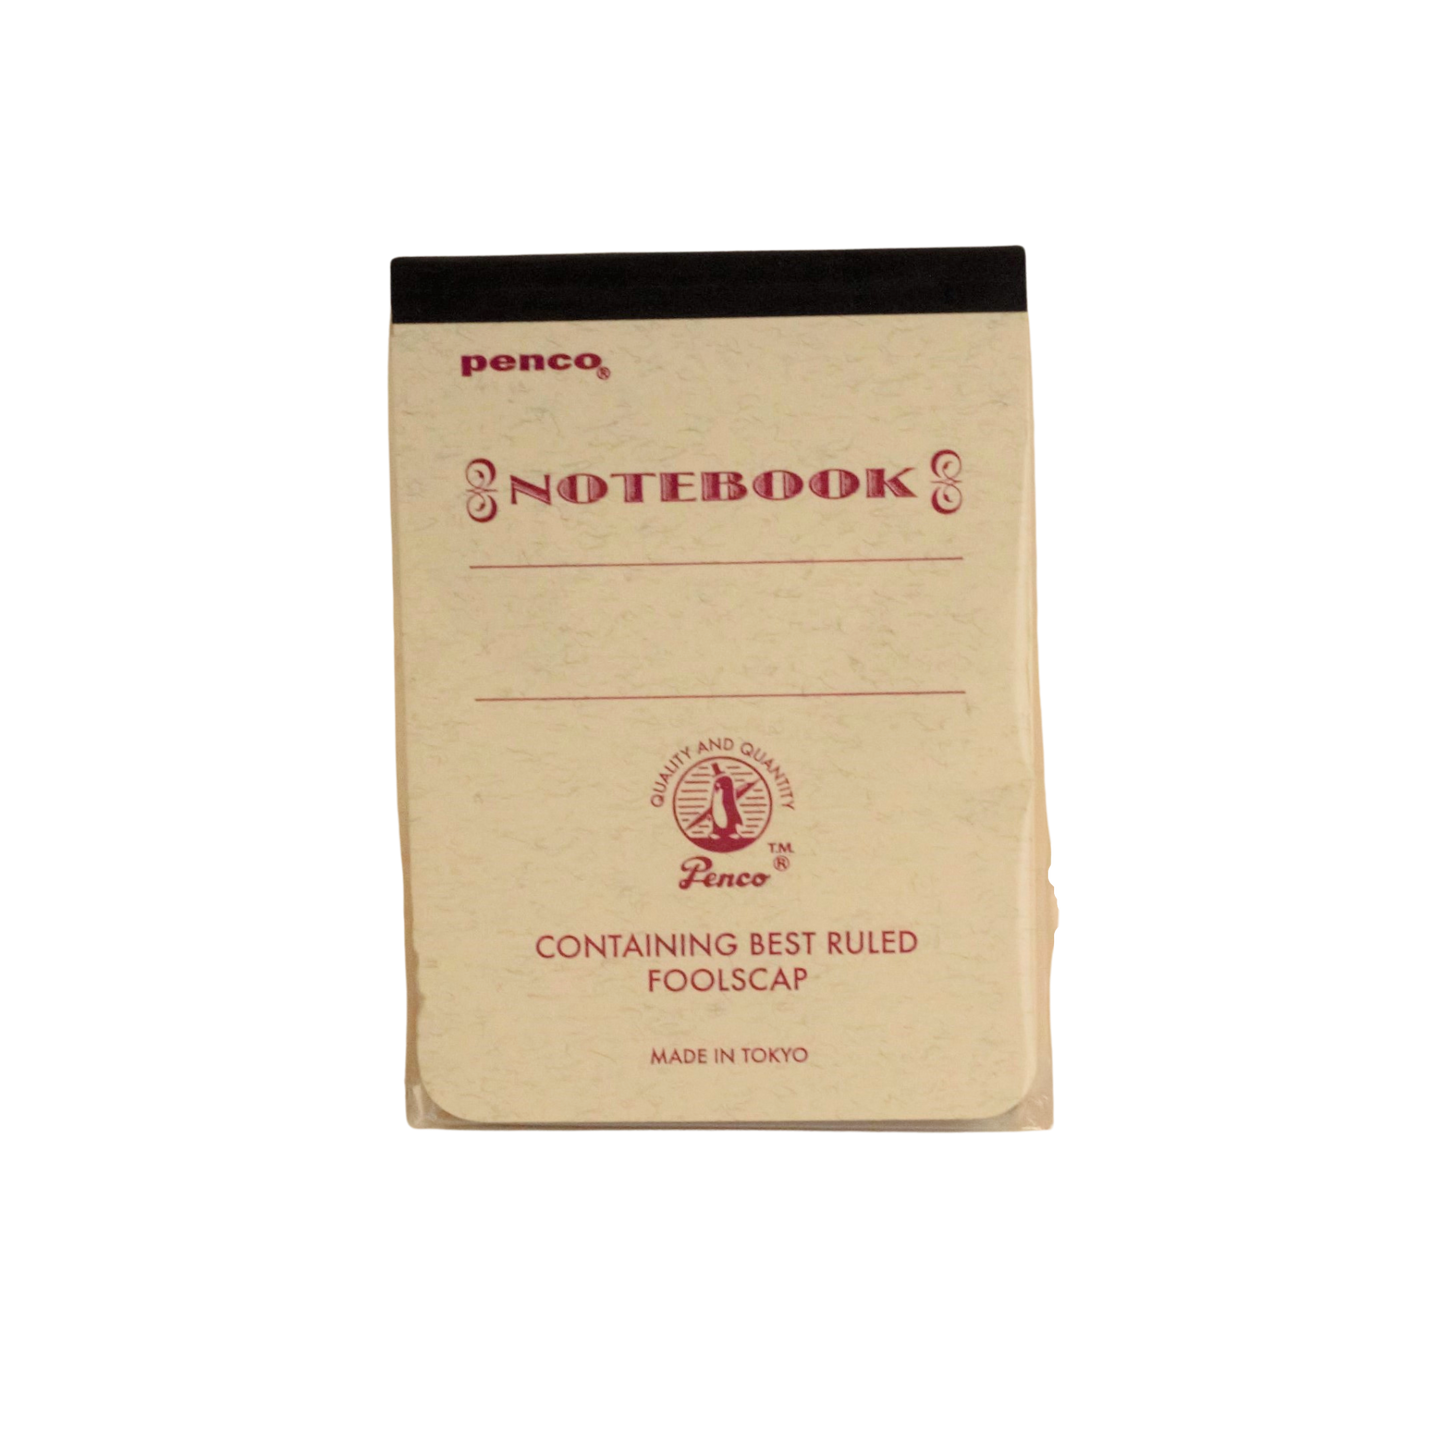 penco®
NOTEBOOK
QUALITY AND QUANTITY
T.M.
Penco®
CONTAINING BEST RULED
FOOLSCAP
MADE IN TOKYO